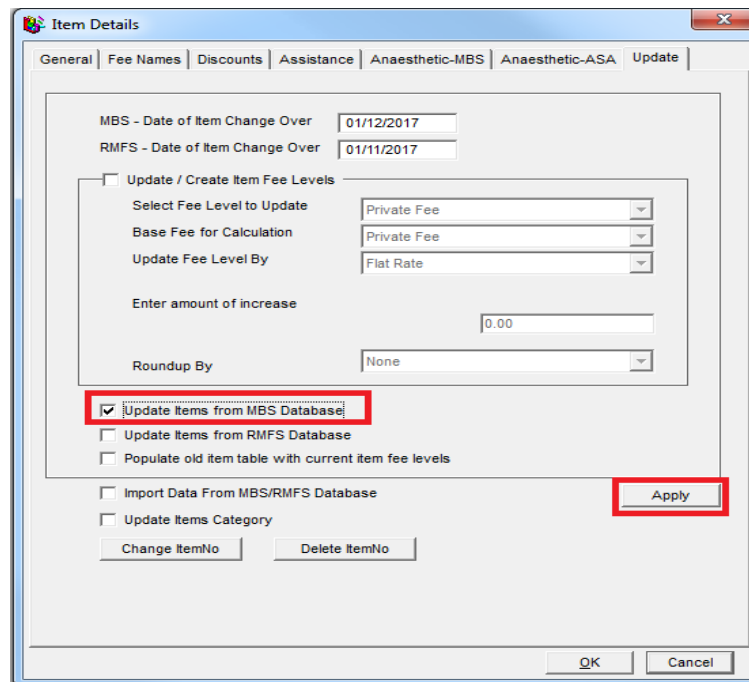 Item Details
General Fee Names Discounts Assistance Anaesthetic-MBS Anaesthetic-ASA Update
MBS - Date of Item Change Over 01/12/2017
RMFS - Date of Item Change Over 01/11/2017
Update / Create Item Fee Levels
Select Fee Level to Update Private Fee
Base Fee for Calculation Private Fee
Update Fee Level By Flat Rate
Enter amount of increase
0.00
Roundup By None
Update Items from MBS Database
Update Items from RMFS Database
Populate old item table with current item fee levels
Import Data From MBS/RMFS Database Apply
Update Items Category
Change ItemNo Delete ItemNo
OK Cancel